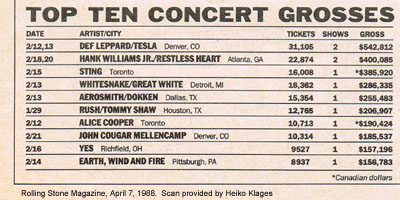 TOP TEN CONCERT GROSSES
DATE ARTIST/CITY TICKETS SHOWS GROSS
2/12,13 DEF LEPPARD/TESLA Denver, CO 31,105 2 $542,812
2/18,20 HANK WILLIAMS JR./RESTLESS HEART Atlanta, GA 22,874 2 $400,085
2/15 STING Toronto 16,008 1 *$385,920
2/13 WHITESNAKE/GREAT WHITE Detroit, MI 16,362 1 $286,335
2/13 AEROSMITH/DOKKEN Dallas, TX 15,354 1 $255,483
1/29 RUSH/TOMMY SHAW Houston, TX 12,765 1 $206,907
2/12 ALICE COOPER Toronto 10,713 1 *$190,424
2/21 JOHN COUGAR MELLENCAMP Denver, CO 10,314 1 $185,537
2/16 YES Richfield, OH 9527 1 $157,196
2/14 EARTH, WIND AND FIRE Pittsburgh, PA 8937 1 $156,783
*Canadian dollars
Rolling Stone Magazine, April 7, 1988. Scan provided by Heiko Klages